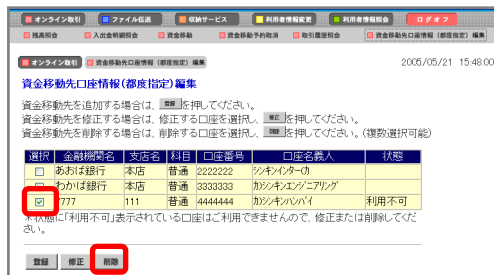 オンライン取引 ファイル伝送 収納サービス 利用者情報変更 利用者情報照会 ログオフ
残高照会 入出金明細照会 資金移動 資金移動予約取消 取引履歴照会 資金移動先口座情報（都度指定）編集
オンライン取引 資金移動先口座情報（都度指定）編集 2005/05/21 15:48:00
資金移動先口座情報(都度指定)編集
資金移動先を追加する場合は、登録を押してください。
資金移動先を修正する場合は、修正する口座を選択し、修正を押してください。
資金移動先を削除する場合は、削除する口座を選択し、削除を押してください。(複数選択可能)
選択 金融機関名 支店名 科目 口座番号 口座名義人 状態
あおば銀行 本店 普通 2222222 シンキインターカ)
わかば銀行 本店 普通 3333333 カ)シンキンエンジニアリング
7777 111 普通 4444444 カ)シンキンハンバイ 利用不可
*状態に「利用不可」表示されている口座はご利用できませんので、修正または削除してくだ
さい。
登録 修正 削除